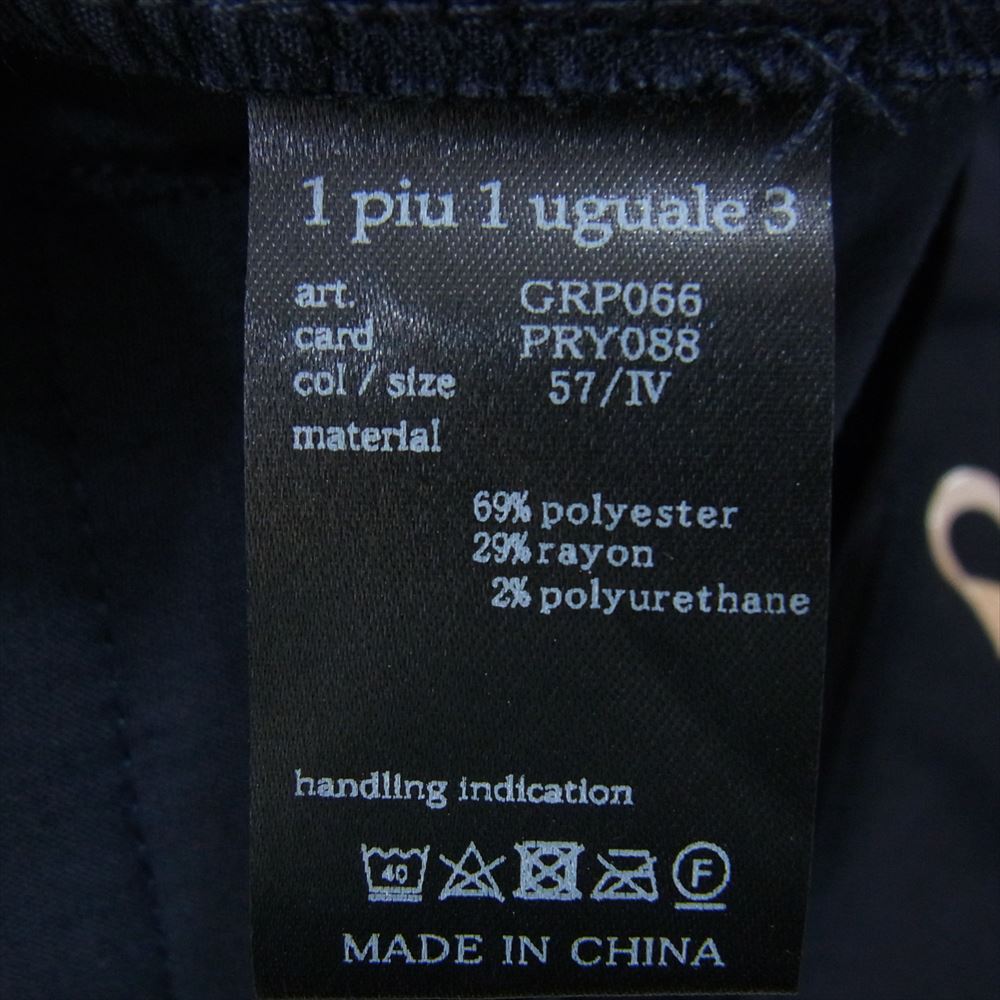 1 piu 1 uguale 3
art. GRP066
card PRY088
col / size 57/IV
material
69% polyester
29% rayon
2% polyurethane
handling indication
40 F
MADE IN CHINA